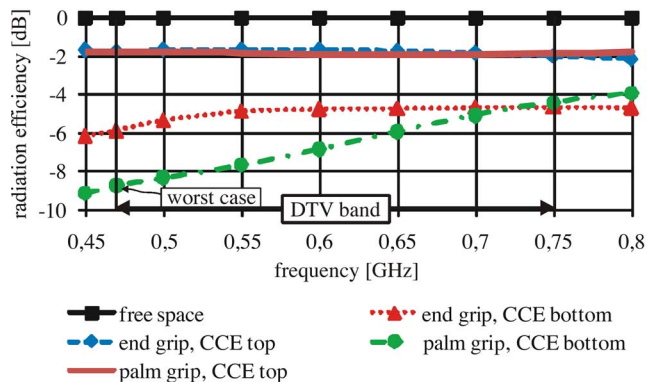 radiation efficiency [dB]
0
-2
-4
-6
-8
-10
worst case
DTV band
0,45 0,5 0,55 0,6 0,65 0,7 0,75 0,8
frequency [GHz]
free space
end grip, CCE bottom
end grip, CCE top
palm grip, CCE bottom
palm grip, CCE top